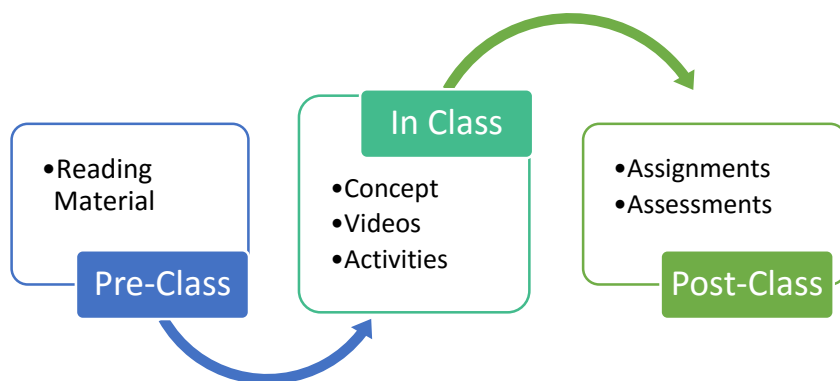 •Reading
Material
Pre-Class
In Class
•Concept
•Videos
•Activities
•Assignments
•Assessments
Post-Class